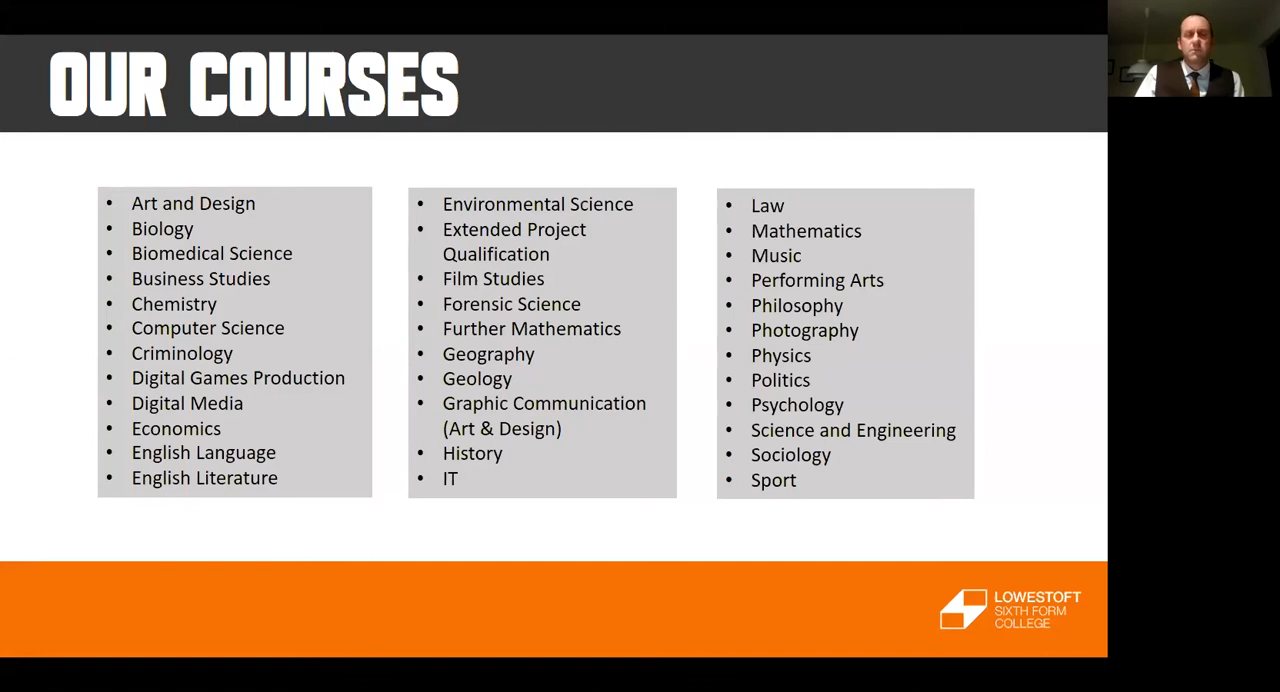 OUR COURSES
• Art and Design
• Biology
• Biomedical Science
• Business Studies
• Chemistry
• Computer Science
• Criminology
• Digital Games Production
• Digital Media
• Economics
• English Language
• English Literature
• Environmental Science
• Extended Project
Qualification
• Film Studies
• Forensic Science
• Further Mathematics
• Geography
• Geology
• Graphic Communication
(Art & Design)
• History
• IT
• Law
• Mathematics
• Music
• Performing Arts
• Philosophy
• Photography
• Physics
• Politics
• Psychology
• Science and Engineering
• Sociology
• Sport
LOWESTOFT
SIXTH FORM
COLLEGE